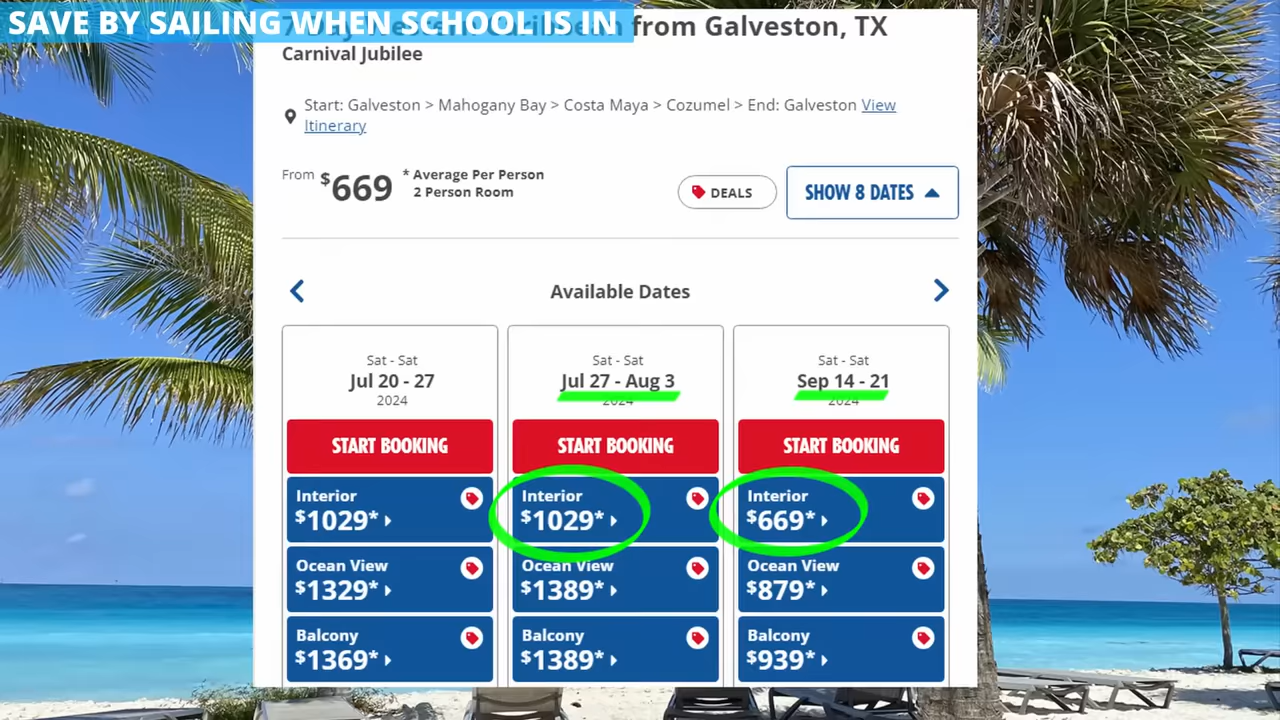 SAVE BY SAILING WHEN SCHOOL IS IN
from Galveston, TX
Carnival Jubilee
Start: Galveston > Mahogany Bay > Costa Maya > Cozumel > End: Galveston View
Itinerary
From $669 * Average Per Person
2 Person Room
DEALS
SHOW 8 DATES
Available Dates
Sat - Sat
Jul 20 - 27
2024
START BOOKING
Interior
$1029*
Ocean View
$1329*
Balcony
$1369*
Sat - Sat
Jul 27 - Aug 3
2024
START BOOKING
Interior
$1029*
Ocean View
$1389*
Balcony
$1389*
Sat - Sat
Sep 14 - 21
2024
START BOOKING
Interior
$669*
Ocean View
$879*
Balcony
$939*